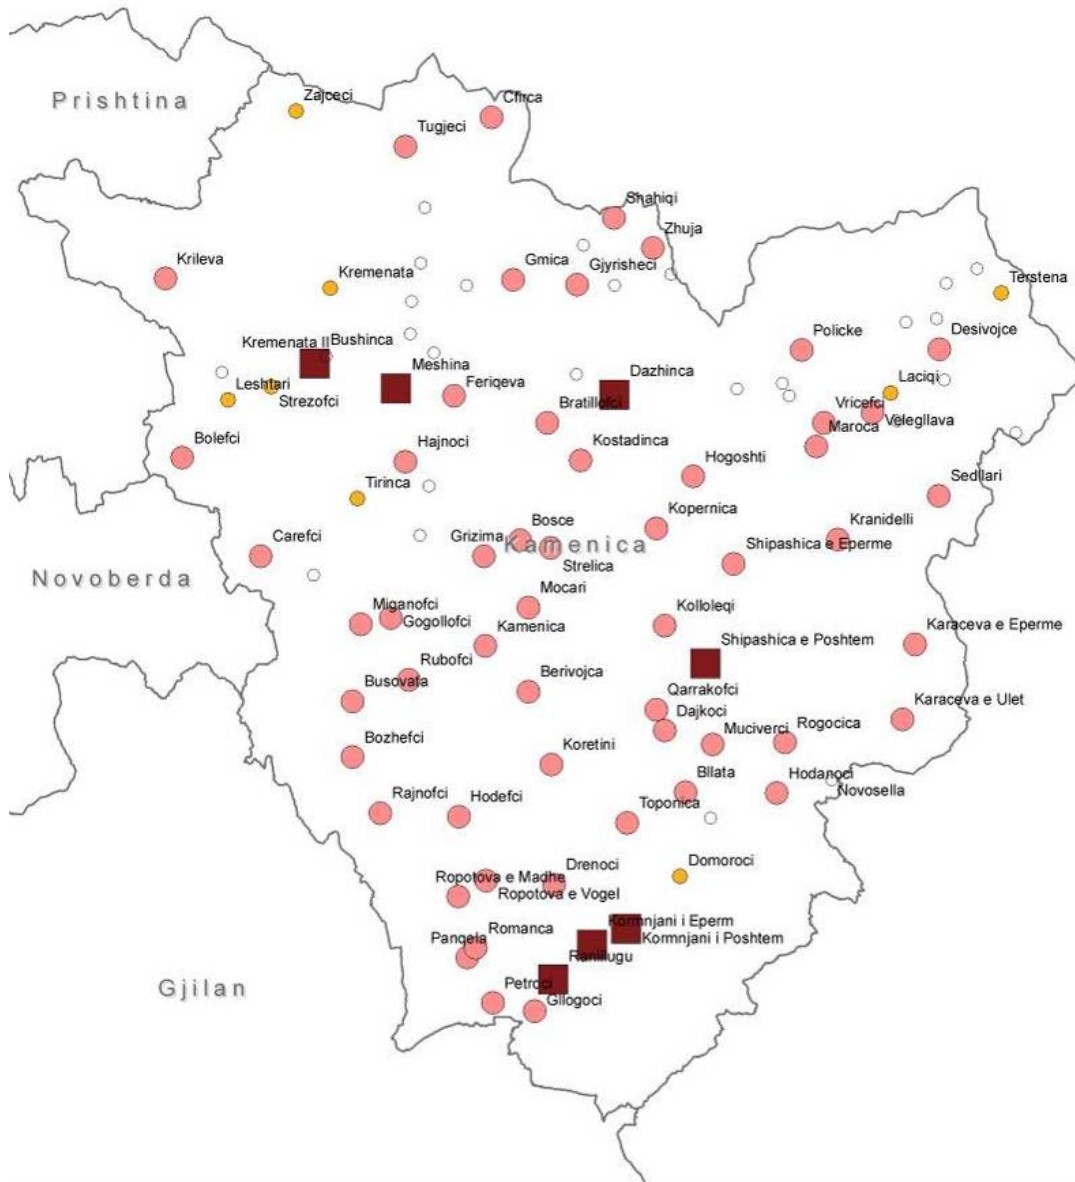 Zajceci
Prishtina
Cfirca
Tugjeci
Shahiqi
Zhuja
Krileva
Kremenata
Gmica
Gjyrisheci
Terstena
Kremenata II
Bushinca
Policke
Desivojce
Meshina
Dazhinca
Leshtari
Strezofci
Feriqeva
Laciqi
Bratillofci
Vricefci
Velegllava
Maroca
Bolefci
Hajnoci
Kostadinca
Hogoshti
Sedllari
Tirinca
Kopernica
Carefci
Grizima
Bosce
Kamenica
Strelica
Shipashica e Eperme
Kranidelli
Novoberda
Miganofci
Gogollofci
Mocari
Kolloleqi
Kamenica
Shipashica e Poshtem
Karaceva e Eperme
Rubofci
Busovata
Berivojca
Qarrakofci
Karaceva e Ulet
Dajkoci
Muciverci
Rogocica
Bozhefci
Koretini
Bllata
Hodanoci
Novosella
Rajnofci
Hodefci
Toponica
Drenoci
Domoroci
Ropotova e Madhe
Ropotova e Vogel
Kormnjani i Eperm
Kormnjani i Poshtem
Romanca
Panqela
Ranillugu
Gjilan
Petroci
Gllogoci